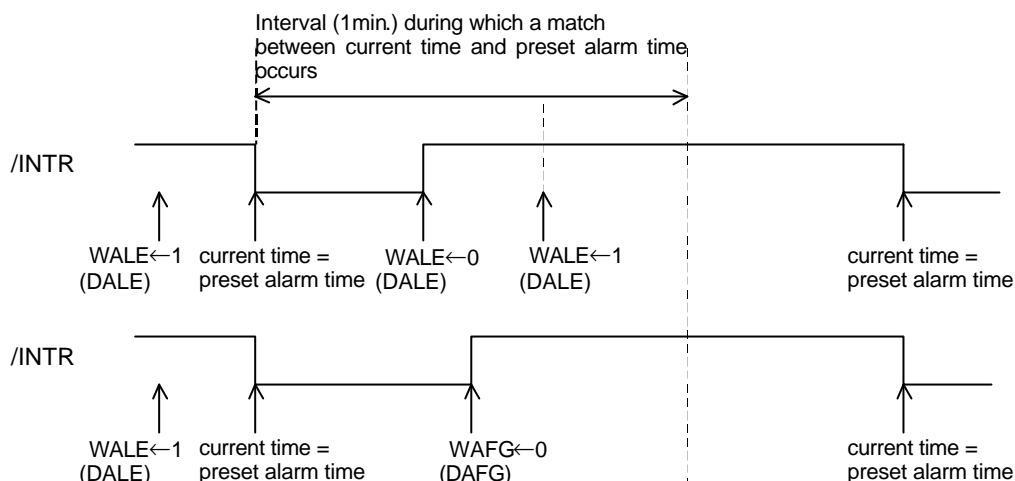 Interval (1min.) during which a match
between current time and preset alarm time
occurs
/INTR
WALE←1 current time = WALE←0 WALE←1 current time =
(DALE) preset alarm time (DALE) (DALE) preset alarm time
/INTR
WALE←1 current time = WAFG←0 current time =
(DALE) preset alarm time (DAFG) preset alarm time